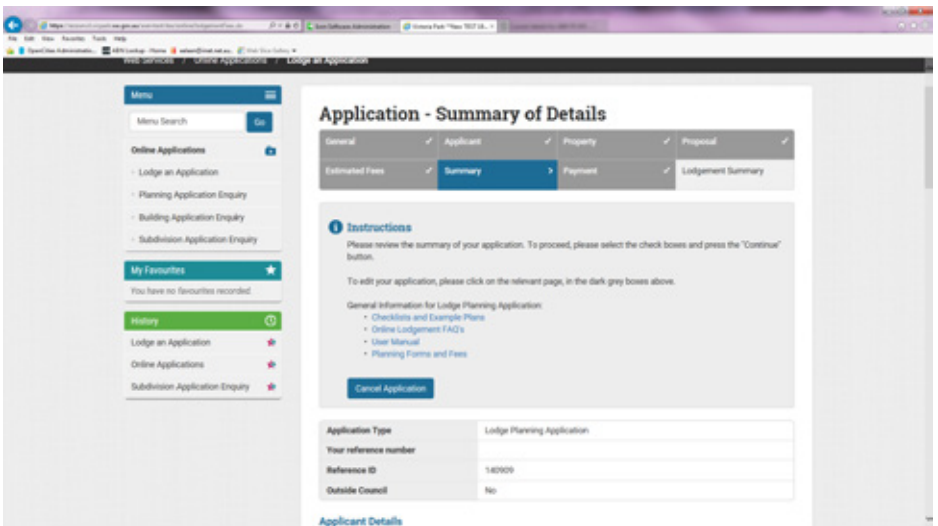 File Edit View Favorites Tools Help
Web Services / Online Applications / Lodge an Application
Menu
Menu Search Go
Online Applications
Lodge an Application
Planning Application Enquiry
Building Application Enquiry
Subdivision Application Enquiry
My Favourites
You have no favourites recorded
History
Lodge an Application
Online Applications
Subdivision Application Enquiry
Application - Summary of Details
General Applicant Property Proposal
Estimated Fees Summary Payment Lodgement Summary
Instructions
Please review the summary of your application. To proceed, please select the check boxes and press the "Continue"
button.
To edit your application, please click on the relevant page, in the dark grey boxes above.
General Information for Lodge Planning Application:
• Checklists and Example Plans
• Online Lodgement FAQ's
• User Manual
• Planning Forms and Fees
Cancel Application
Application Type Lodge Planning Application
Your reference number
Reference ID 140909
Outside Council No
Applicant Details